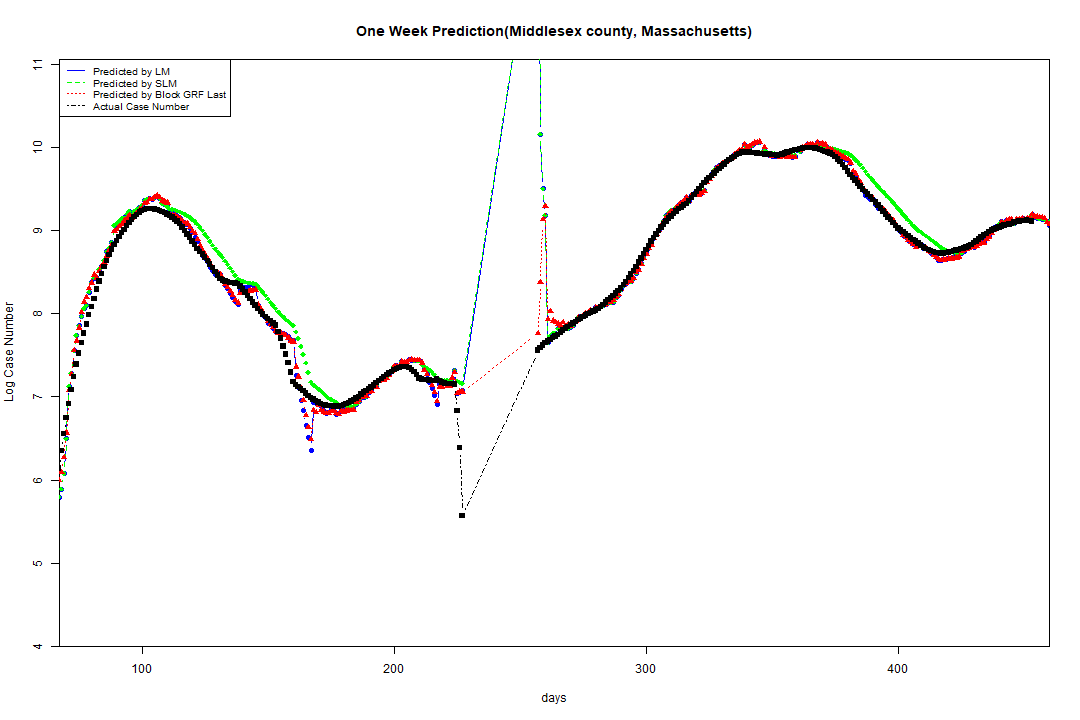 One Week Prediction(Middlesex county, Massachusetts)
Predicted by LM
Predicted by SLM
Predicted by Block GRF Last
Actual Case Number
Log Case Number
11
10
9
8
7
6
5
4
100
200
300
400
days